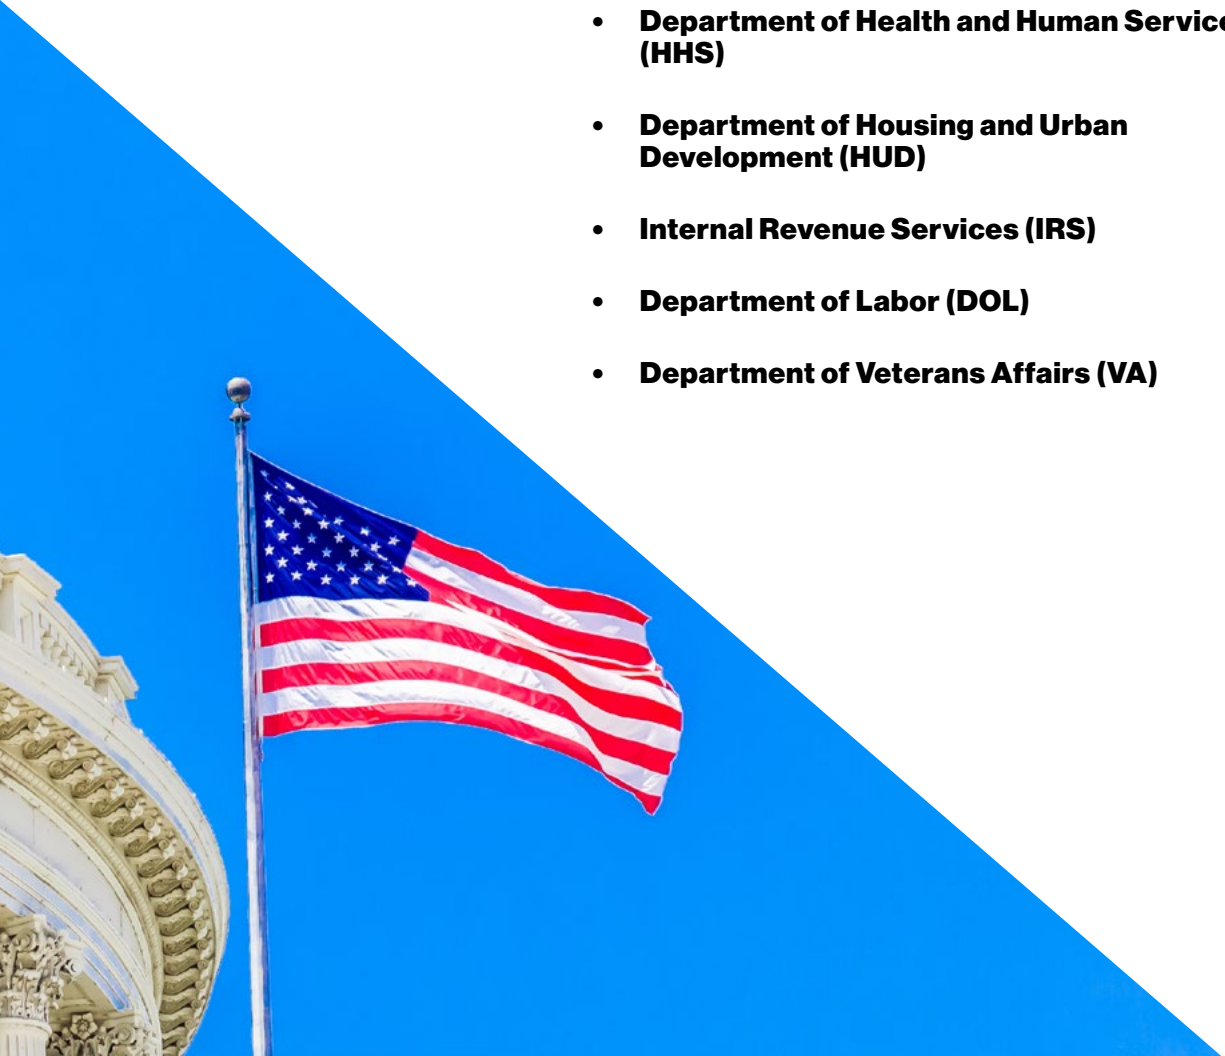 • Department of Health and Human Service
(HHS)
• Department of Housing and Urban
Development (HUD)
• Internal Revenue Services (IRS)
• Department of Labor (DOL)
• Department of Veterans Affairs (VA)